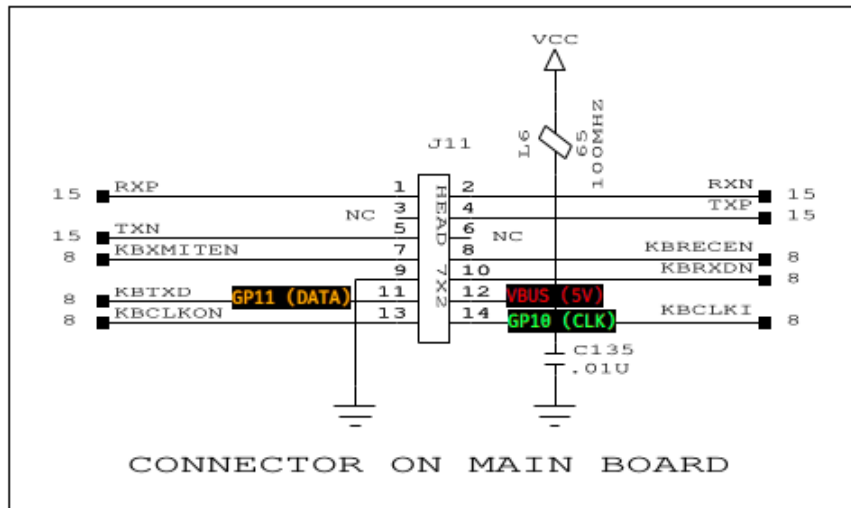 VCC
L6
65
100MHZ
J11
HEAD 7X2
15 RXP 1 2 RXN 15
NC 3 4 TXP 15
15 TXN 5 6 NC
8 KBXMITEN 7 8 KBRECEN 8
9 10 KBRXDN 8
8 KBTXD GP11 (DATA) 11 12 VBUS (5V)
8 KBCLKON 13 14 GP10 (CLK) KBCLKI 8
C135
.01U
CONNECTOR ON MAIN BOARD